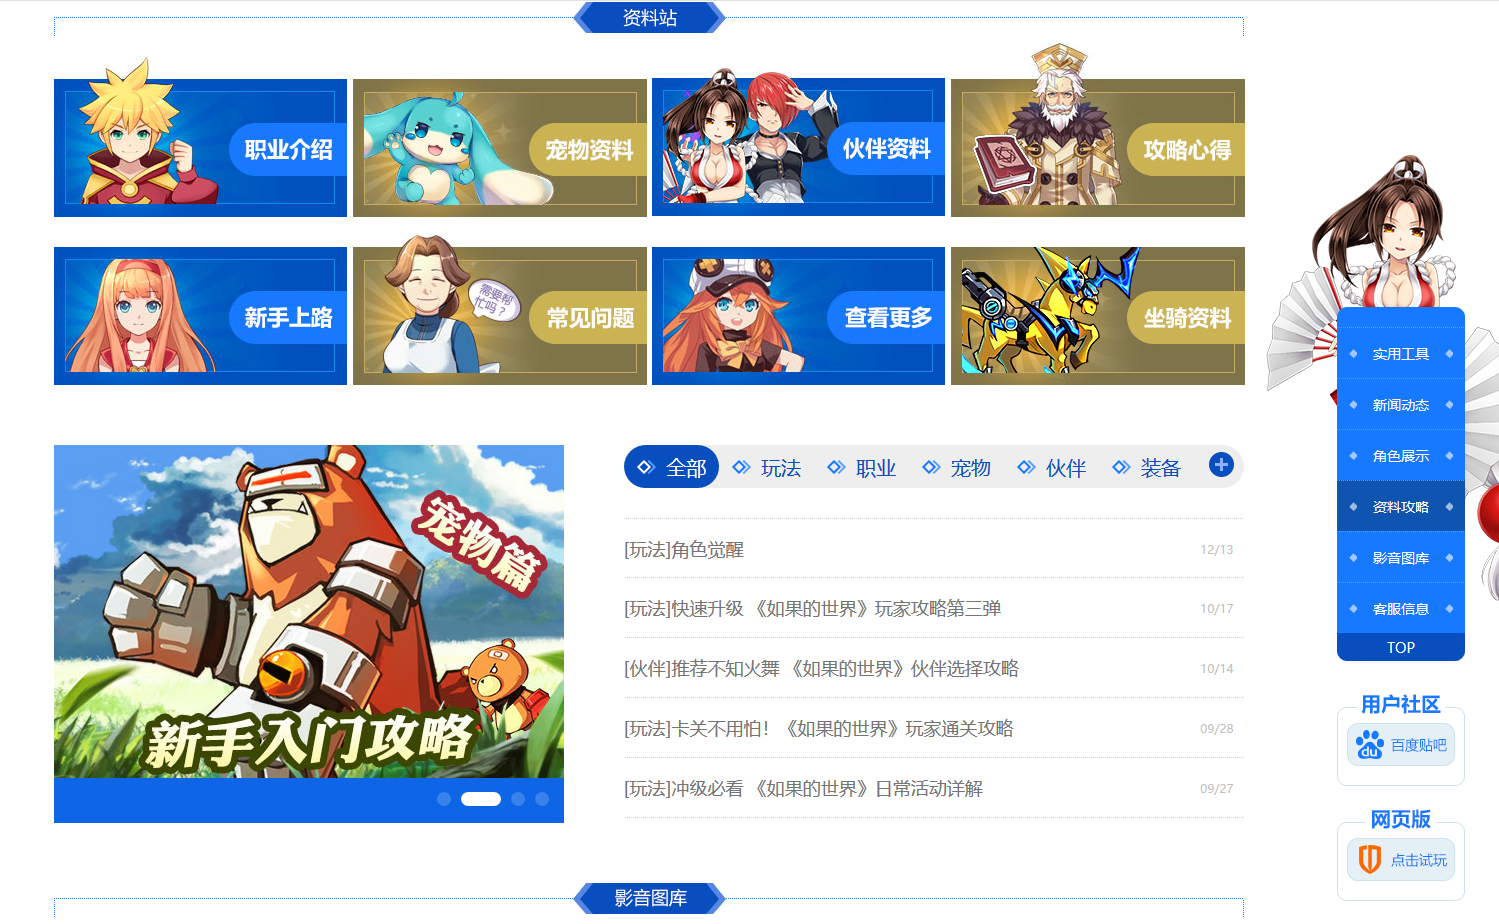 资料站
职业介绍
宠物资料
伙伴资料
攻略心得
新手上路
需要帮
忙吗？
常见问题
查看更多
坐骑资料
宠物篇
新手入门攻略
全部
玩法
职业
宠物
伙伴
装备
[玩法]角色觉醒 12/13
[玩法]快速升级 《如果的世界》玩家攻略第三弹 10/17
[伙伴]推荐不知火舞 《如果的世界》伙伴选择攻略 10/14
[玩法]卡关不用怕！《如果的世界》玩家通关攻略 09/28
[玩法]冲级必看 《如果的世界》日常活动详解 09/27
影音图库
实用工具
新闻动态
角色展示
资料攻略
影音图库
客服信息
TOP
用户社区
du 百度贴吧
网页版
点击试玩